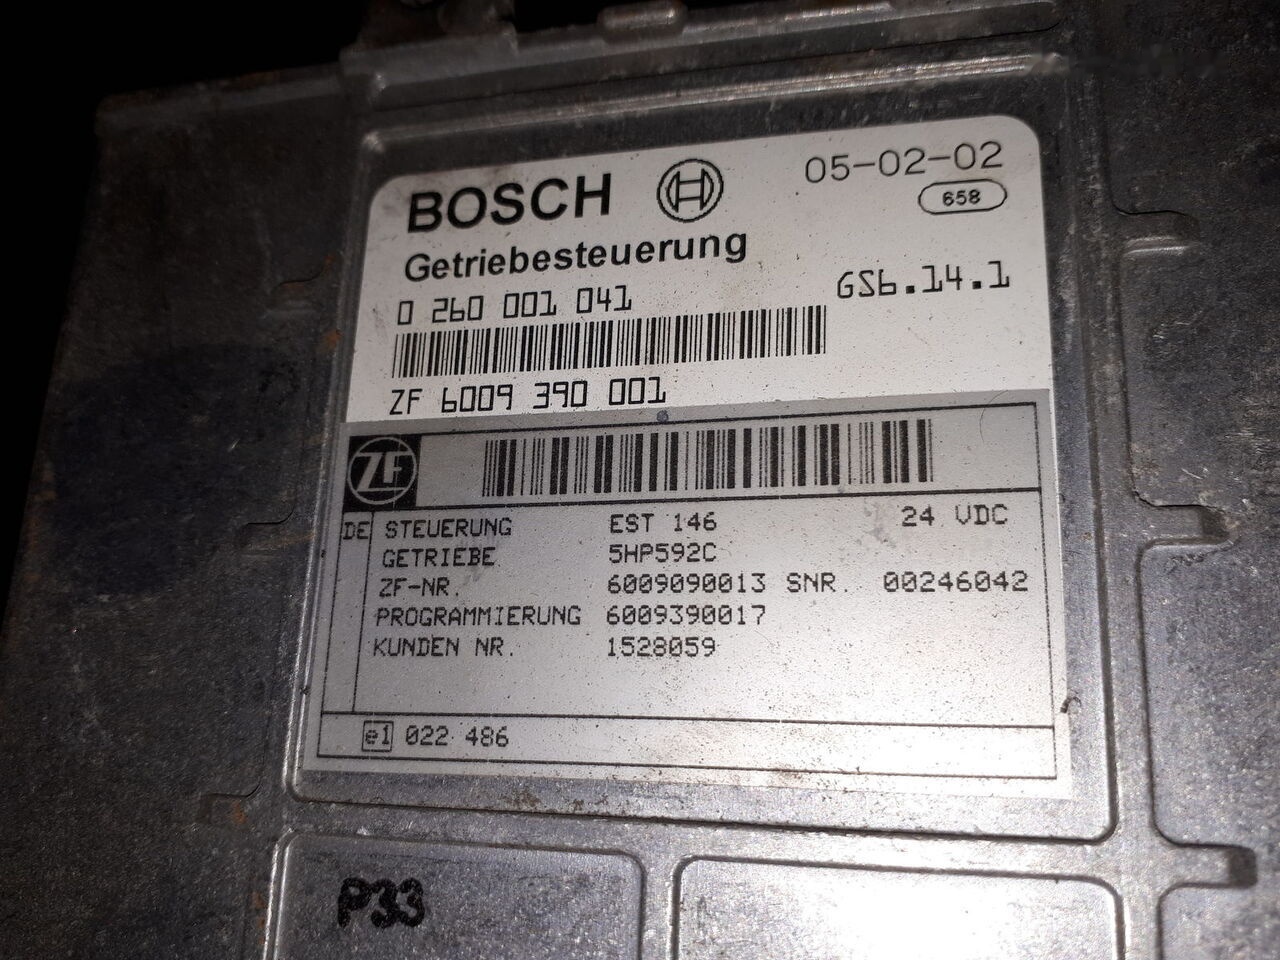 BOSCH
05-02-02
658
Getriebesteuerung
0 260 001 041
GS6.14.1
ZF 6009 390 001
ZF
DE STEUERUNG EST 146 24 VDC
GETRIEBE 5HP592C
ZF-NR. 6009090013 SNR. 00246042
PROGRAMMIERUNG 6009390017
KUNDEN NR. 1528059
e1 022 486
P33